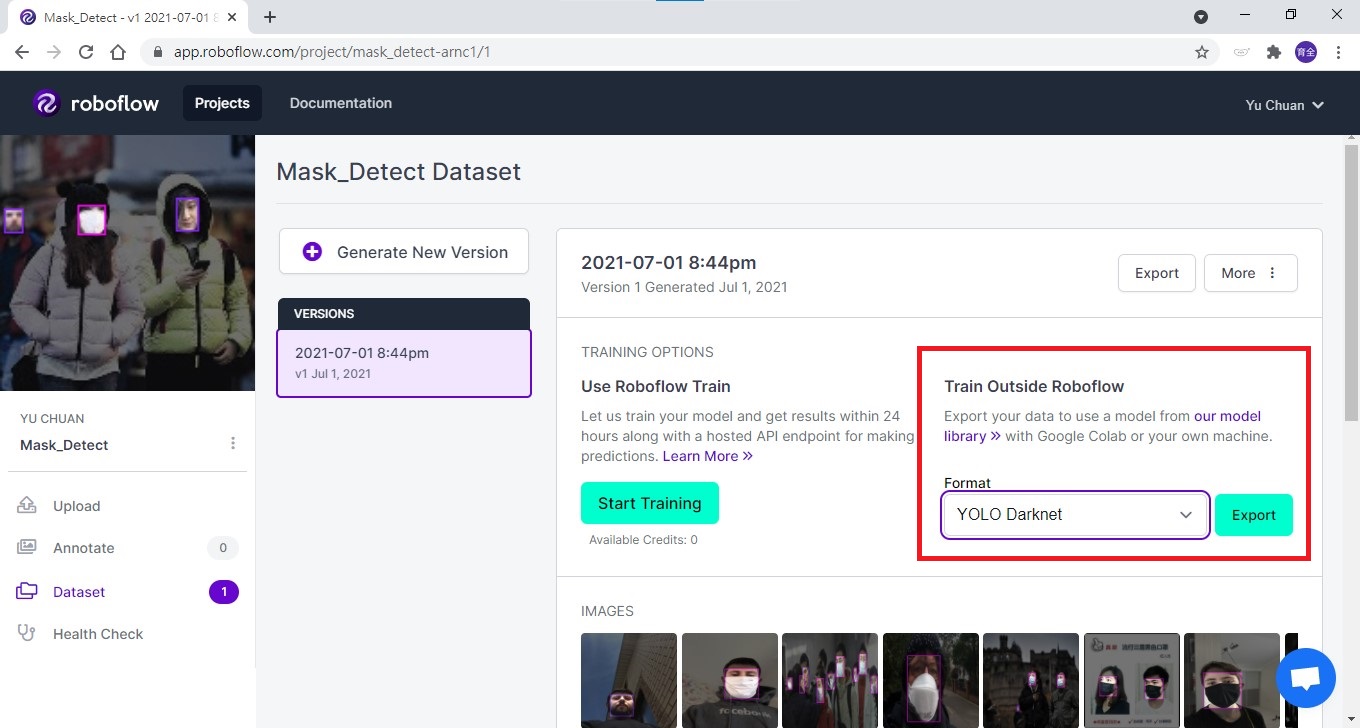 Mask_Detect - v1 2021-07-01 8
app.roboflow.com/project/mask_detect-arnc1/1
育全
roboflow
Projects
Documentation
Yu Chuan
Mask_Detect Dataset
Generate New Version
VERSIONS
2021-07-01 8:44pm
v1 Jul 1, 2021
YU CHUAN
Mask_Detect
Upload
Annotate
0
Dataset
1
Health Check
2021-07-01 8:44pm
Version 1 Generated Jul 1, 2021
Export
More
TRAINING OPTIONS
Use Roboflow Train
Let us train your model and get results within 24
hours along with a hosted API endpoint for making
predictions. Learn More »
Start Training
Available Credits: 0
Train Outside Roboflow
Export your data to use a model from our model
library » with Google Colab or your own machine.
Format
YOLO Darknet
Export
IMAGES